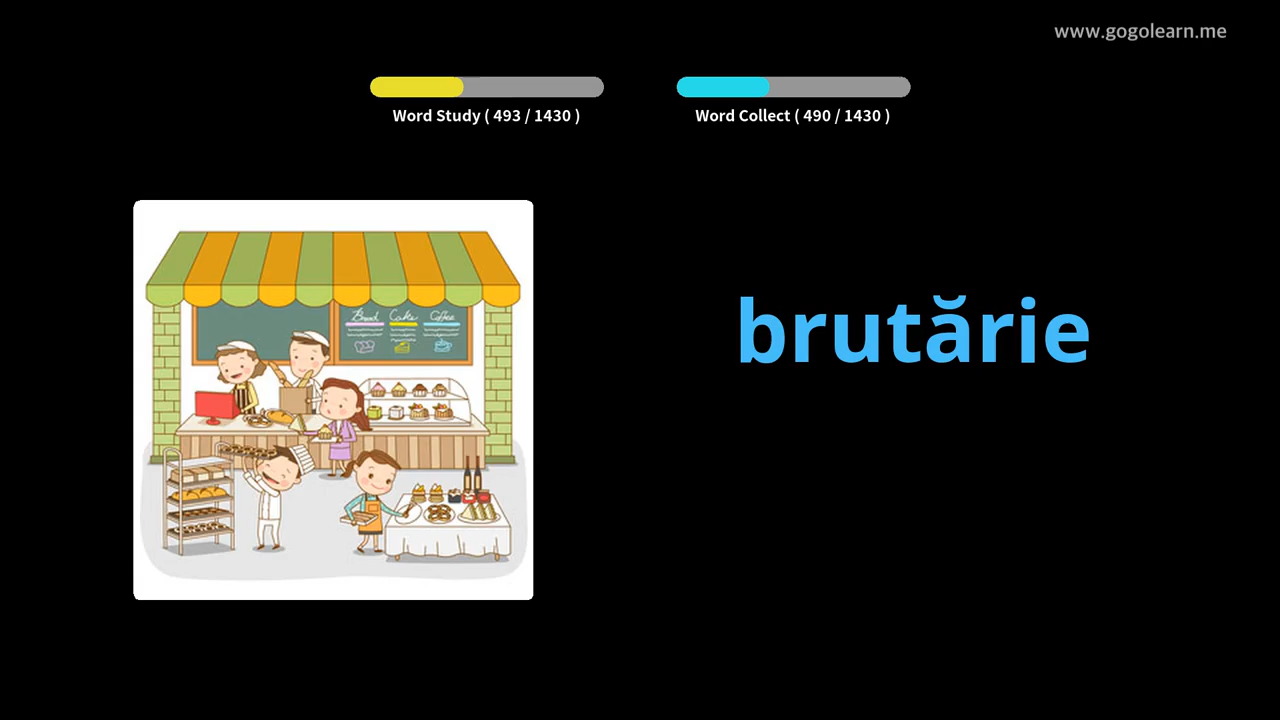 www.gogolearn.me
Word Study ( 493 / 1430 )
Word Collect ( 490 / 1430 )
Bread Cake Coffee
brutărie